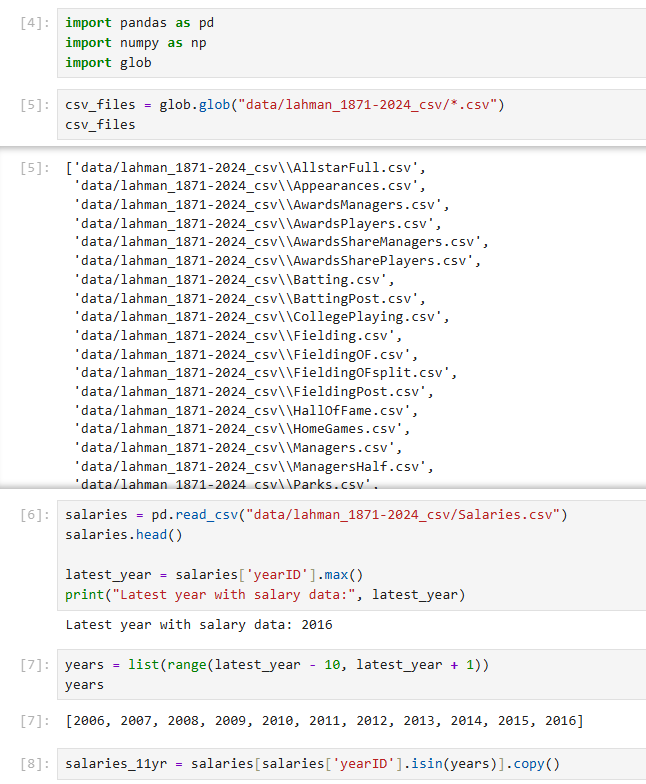 [4]: import pandas as pd
import numpy as np
import glob
[5]: csv_files = glob.glob("data/lahman_1871-2024_csv/*.csv")
csv_files
[5]: ['data/lahman_1871-2024_csv\\AllstarFull.csv',
'data/lahman_1871-2024_csv\\Appearances.csv',
'data/lahman_1871-2024_csv\\AwardsManagers.csv',
'data/lahman_1871-2024_csv\\AwardsPlayers.csv',
'data/lahman_1871-2024_csv\\AwardsShareManagers.csv',
'data/lahman_1871-2024_csv\\AwardsSharePlayers.csv',
'data/lahman_1871-2024_csv\\Batting.csv',
'data/lahman_1871-2024_csv\\BattingPost.csv',
'data/lahman_1871-2024_csv\\CollegePlaying.csv',
'data/lahman_1871-2024_csv\\Fielding.csv',
'data/lahman_1871-2024_csv\\FieldingOF.csv',
'data/lahman_1871-2024_csv\\FieldingOFsplit.csv',
'data/lahman_1871-2024_csv\\FieldingPost.csv',
'data/lahman_1871-2024_csv\\HallOfFame.csv',
'data/lahman_1871-2024_csv\\HomeGames.csv',
'data/lahman_1871-2024_csv\\Managers.csv',
'data/lahman_1871-2024_csv\\ManagersHalf.csv',
'data/lahman_1871-2024_csv\\Parks.csv',
[6]: salaries = pd.read_csv("data/lahman_1871-2024_csv/Salaries.csv")
salaries.head()
latest_year = salaries['yearID'].max()
print("Latest year with salary data:", latest_year)
Latest year with salary data: 2016
[7]: years = list(range(latest_year - 10, latest_year + 1))
years
[7]: [2006, 2007, 2008, 2009, 2010, 2011, 2012, 2013, 2014, 2015, 2016]
[8]: salaries_11yr = salaries[salaries['yearID'].isin(years)].copy()